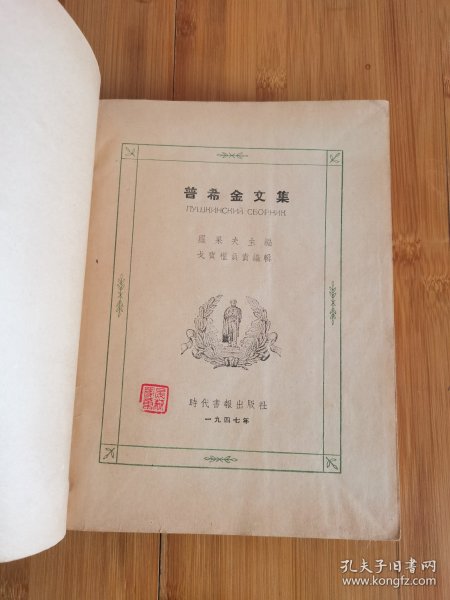 普希金文集
ПУШКИНСКИЙ СБОРНИК
羅果夫主編
戈寶權負責編輯
時代書報出版社
一九四七年
孔夫子旧书网
www.kongfz.com